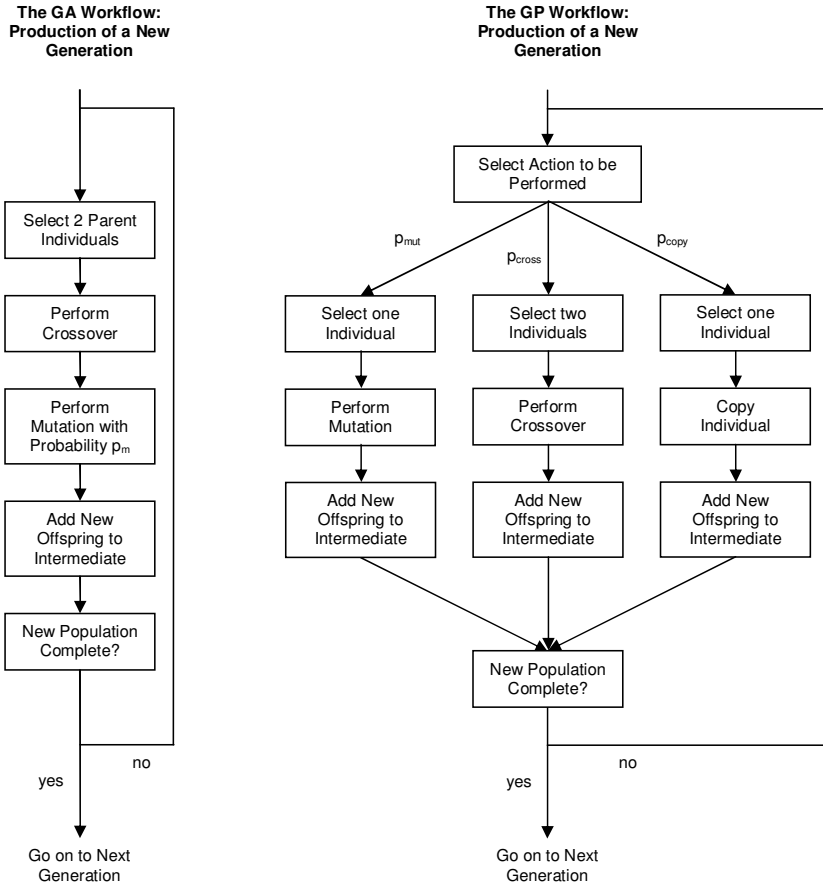 The GA Workflow:
Production of a New
Generation
Select 2 Parent
Individuals
Perform
Crossover
Perform
Mutation with
Probability pm
Add New
Offspring to
Intermediate
New Population
Complete?
no
yes
Go on to Next
Generation
The GP Workflow:
Production of a New
Generation
Select Action to be
Performed
pmut
pcross
pcopy
Select one
Individual
Select two
Individuals
Select one
Individual
Perform
Mutation
Perform
Crossover
Copy
Individual
Add New
Offspring to
Intermediate
Add New
Offspring to
Intermediate
Add New
Offspring to
Intermediate
New Population
Complete?
no
yes
Go on to Next
Generation